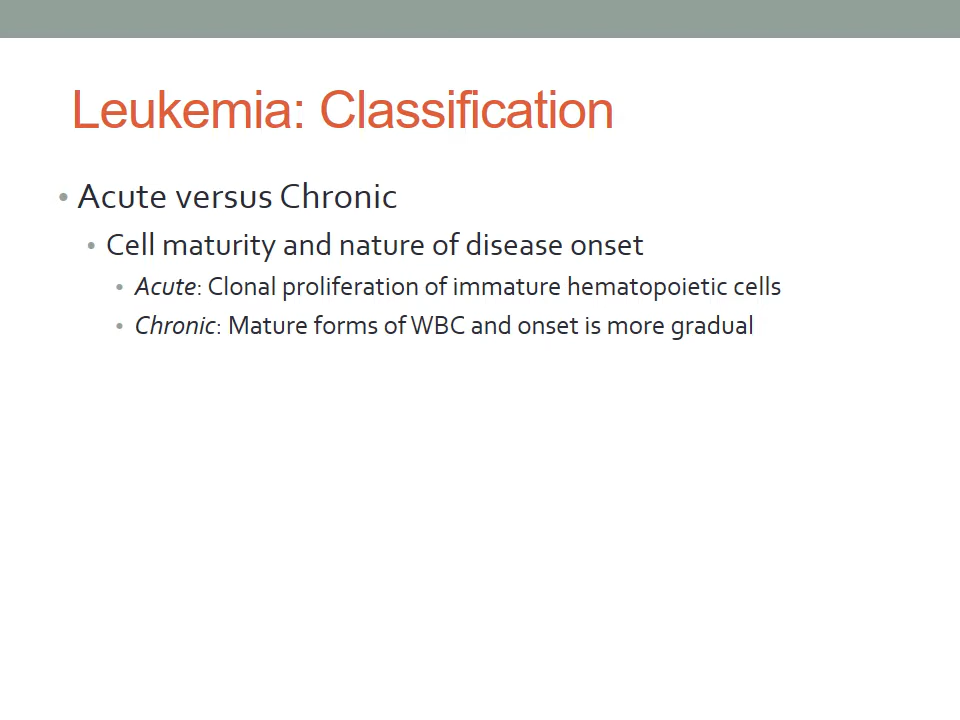 Leukemia: Classification
• Acute versus Chronic
• Cell maturity and nature of disease onset
• Acute: Clonal proliferation of immature hematopoietic cells
• Chronic: Mature forms of WBC and onset is more gradual